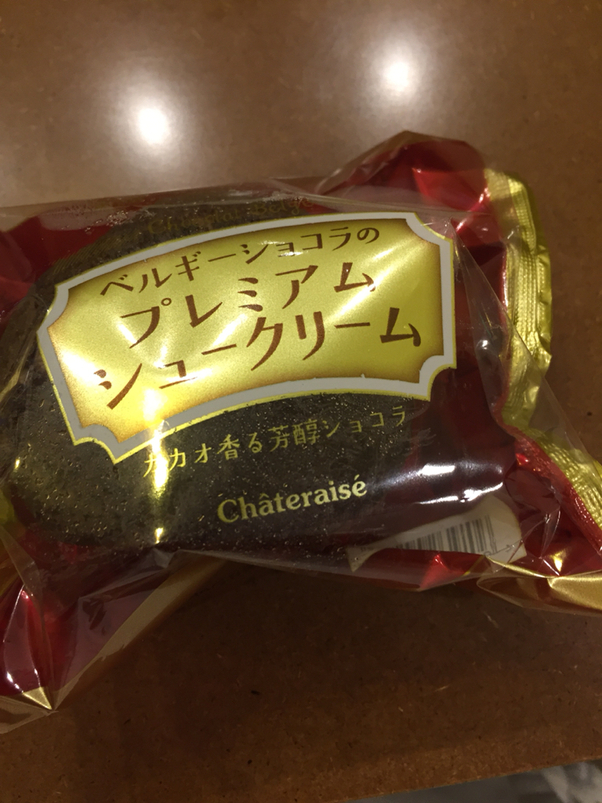 ベルギーショコラの
プレミアム
シュークリーム
カカオ香る芳醇ショコラ
Châteraisé